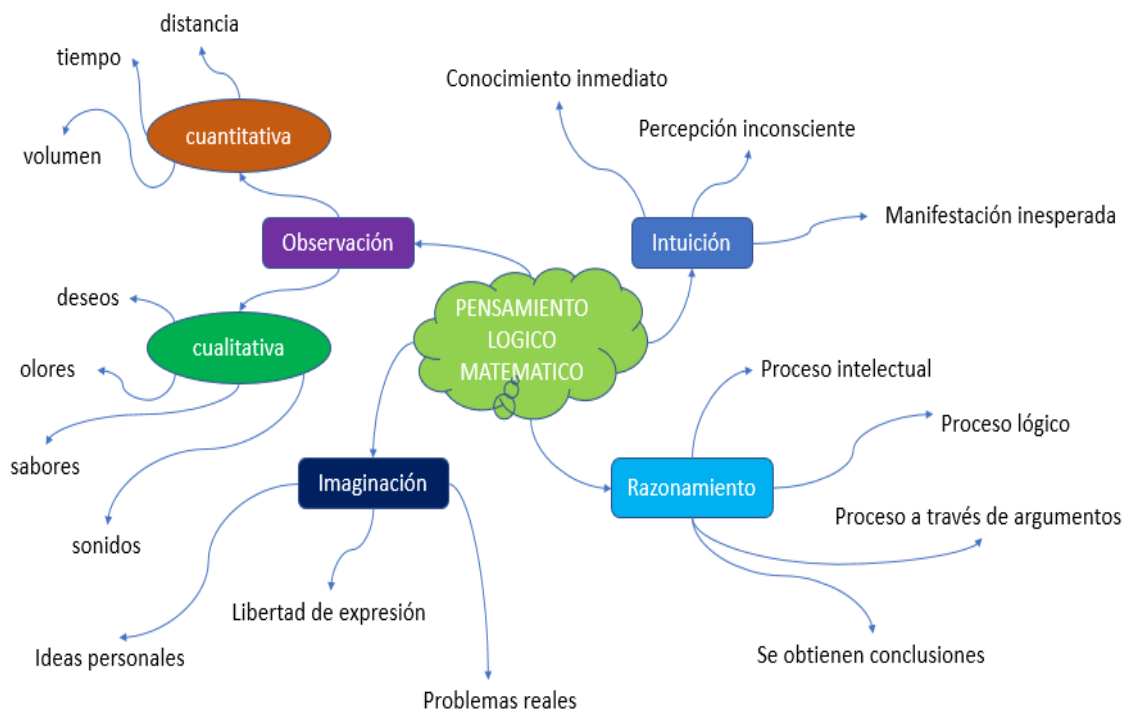 distancia
tiempo
cuantitativa
volumen
Observación
deseos
cualitativa
olores
sabores
sonidos
Conocimiento inmediato
Percepción inconsciente
Manifestación inesperada
Intuición
PENSAMIENTO
LOGICO
MATEMATICO
Proceso intelectual
Proceso lógico
Razonamiento
Proceso a través de argumentos
Se obtienen conclusiones
Imaginación
Libertad de expresión
Ideas personales
Problemas reales